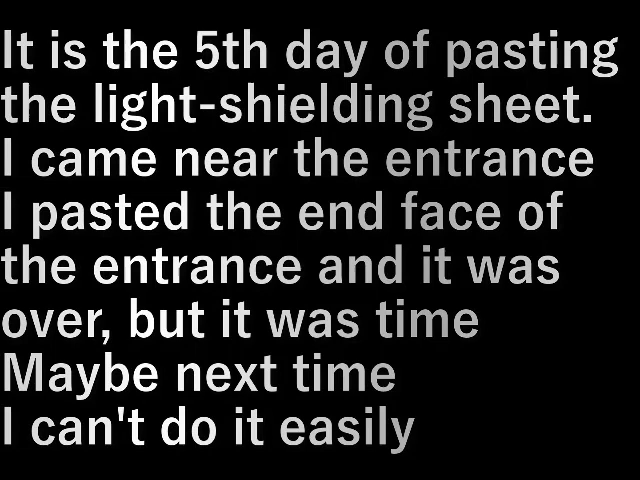 It is the 5th day of pasting
the light-shielding sheet.
I came near the entrance
I pasted the end face of
the entrance and it was
over, but it was time
Maybe next time
I can't do it easily